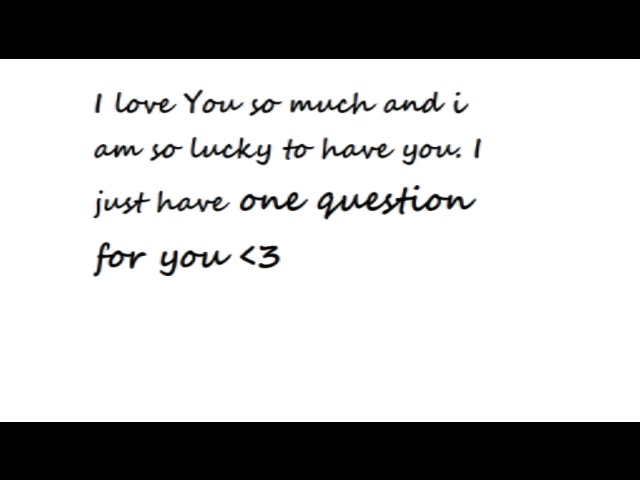 I love You so much and i
am so lucky to have you. I
just have one question
for you <3